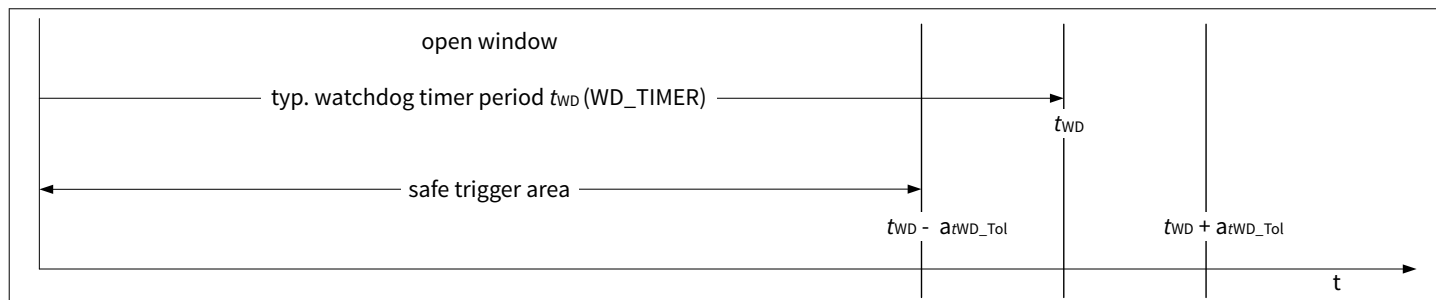 open window
typ. watchdog timer period tWD (WD_TIMER)
tWD
safe trigger area
tWD - atWD_Tol
tWD + atWD_Tol
t